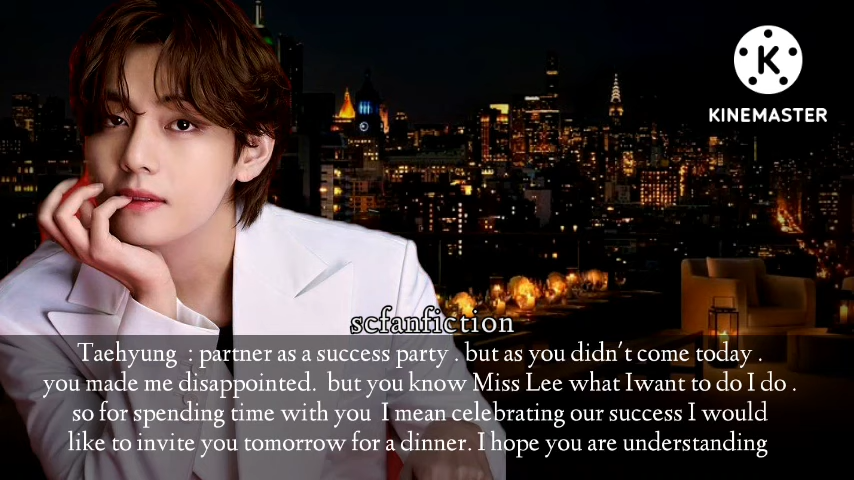 K
KINEMASTER
scfanfiction
Taehyung : partner as a success party . but as you didn't come today .
you made me disappointed. but you know Miss Lee what Iwant to do I do .
so for spending time with you I mean celebrating our success I would
like to invite you tomorrow for a dinner. I hope you are understanding